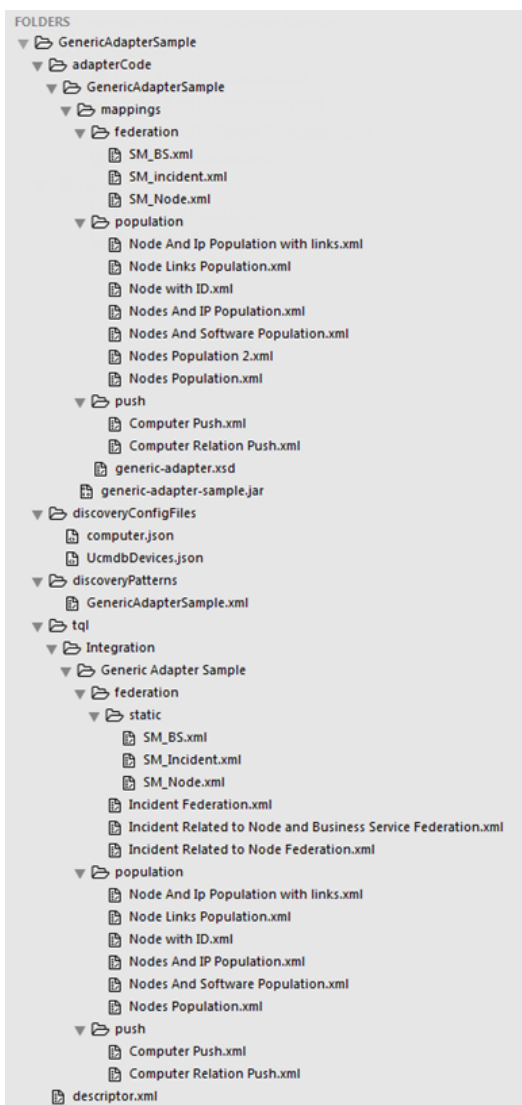 FOLDERS
GenericAdapterSample
adapterCode
GenericAdapterSample
mappings
federation
SM_BS.xml
SM_incident.xml
SM_Node.xml
population
Node And Ip Population with links.xml
Node Links Population.xml
Node with ID.xml
Nodes And IP Population.xml
Nodes And Software Population.xml
Nodes Population 2.xml
Nodes Population.xml
push
Computer Push.xml
Computer Relation Push.xml
generic-adapter.xsd
generic-adapter-sample.jar
discoveryConfigFiles
computer.json
UcmdbDevices.json
discoveryPatterns
GenericAdapterSample.xml
tql
Integration
Generic Adapter Sample
federation
static
SM_BS.xml
SM_Incident.xml
SM_Node.xml
Incident Federation.xml
Incident Related to Node and Business Service Federation.xml
Incident Related to Node Federation.xml
population
Node And Ip Population with links.xml
Node Links Population.xml
Node with ID.xml
Nodes And IP Population.xml
Nodes And Software Population.xml
Nodes Population.xml
push
Computer Push.xml
Computer Relation Push.xml
descriptor.xml